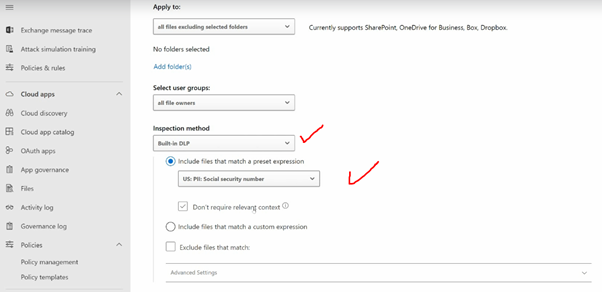 Exchange message trace
Attack simulation training
Policies & rules
Cloud apps
Cloud discovery
Cloud app catalog
OAuth apps
App governance
Files
Activity log
Governance log
Policies
Policy management
Policy templates
Apply to:
all files excluding selected folders
Currently supports SharePoint, OneDrive for Business, Box, Dropbox.
No folders selected
Add folder(s)
Select user groups:
all file owners
Inspection method
Built-in DLP
Include files that match a preset expression
US: PII: Social security number
Don't require relevant context
Include files that match a custom expression
Exclude files that match:
Advanced Settings